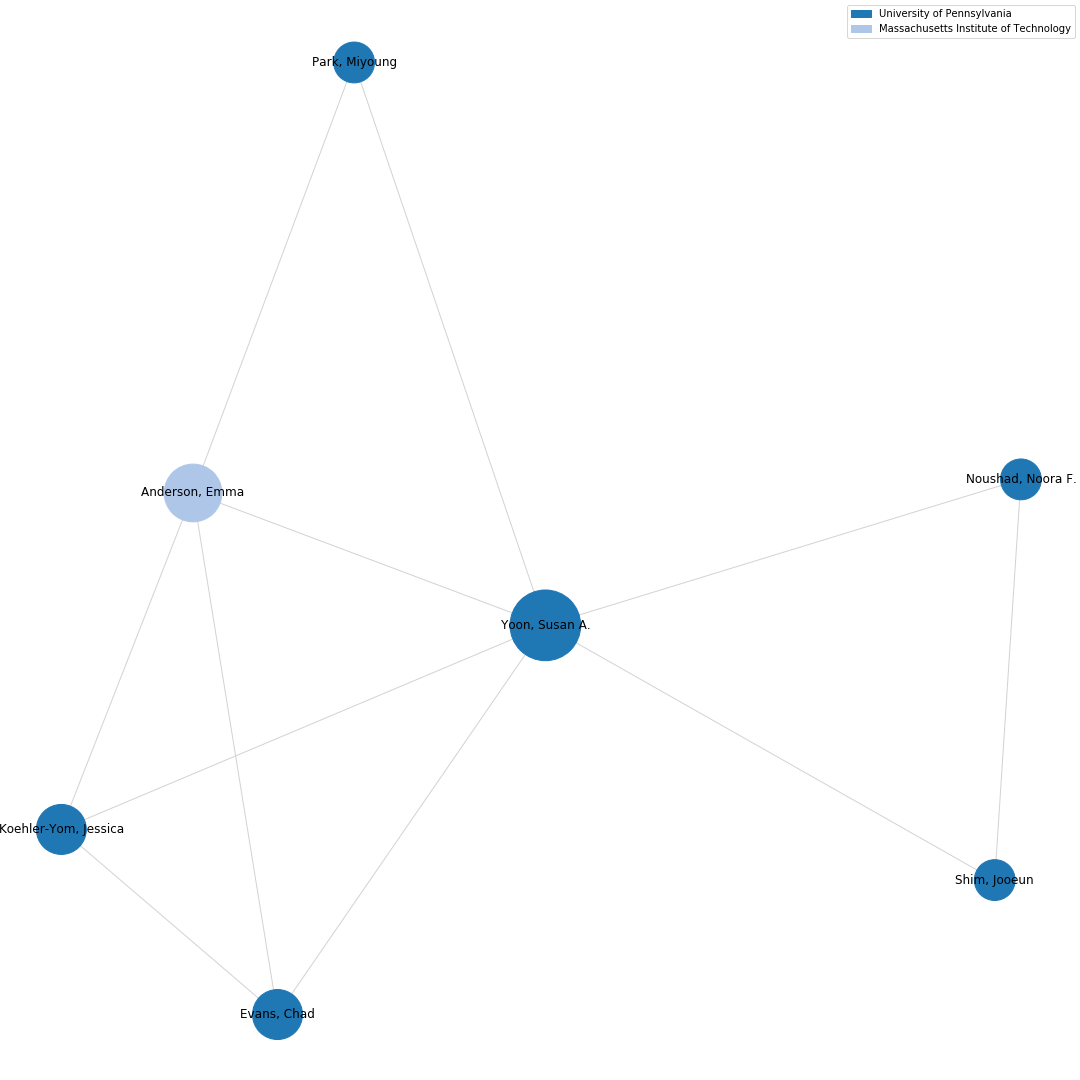 University of Pennsylvania
Massachusetts Institute of Technology
Park, Miyoung
Noushad, Noora F.
Anderson, Emma
Yoon, Susan A.
Koehler-Yom, Jessica
Shim, Jooeun
Evans, Chad